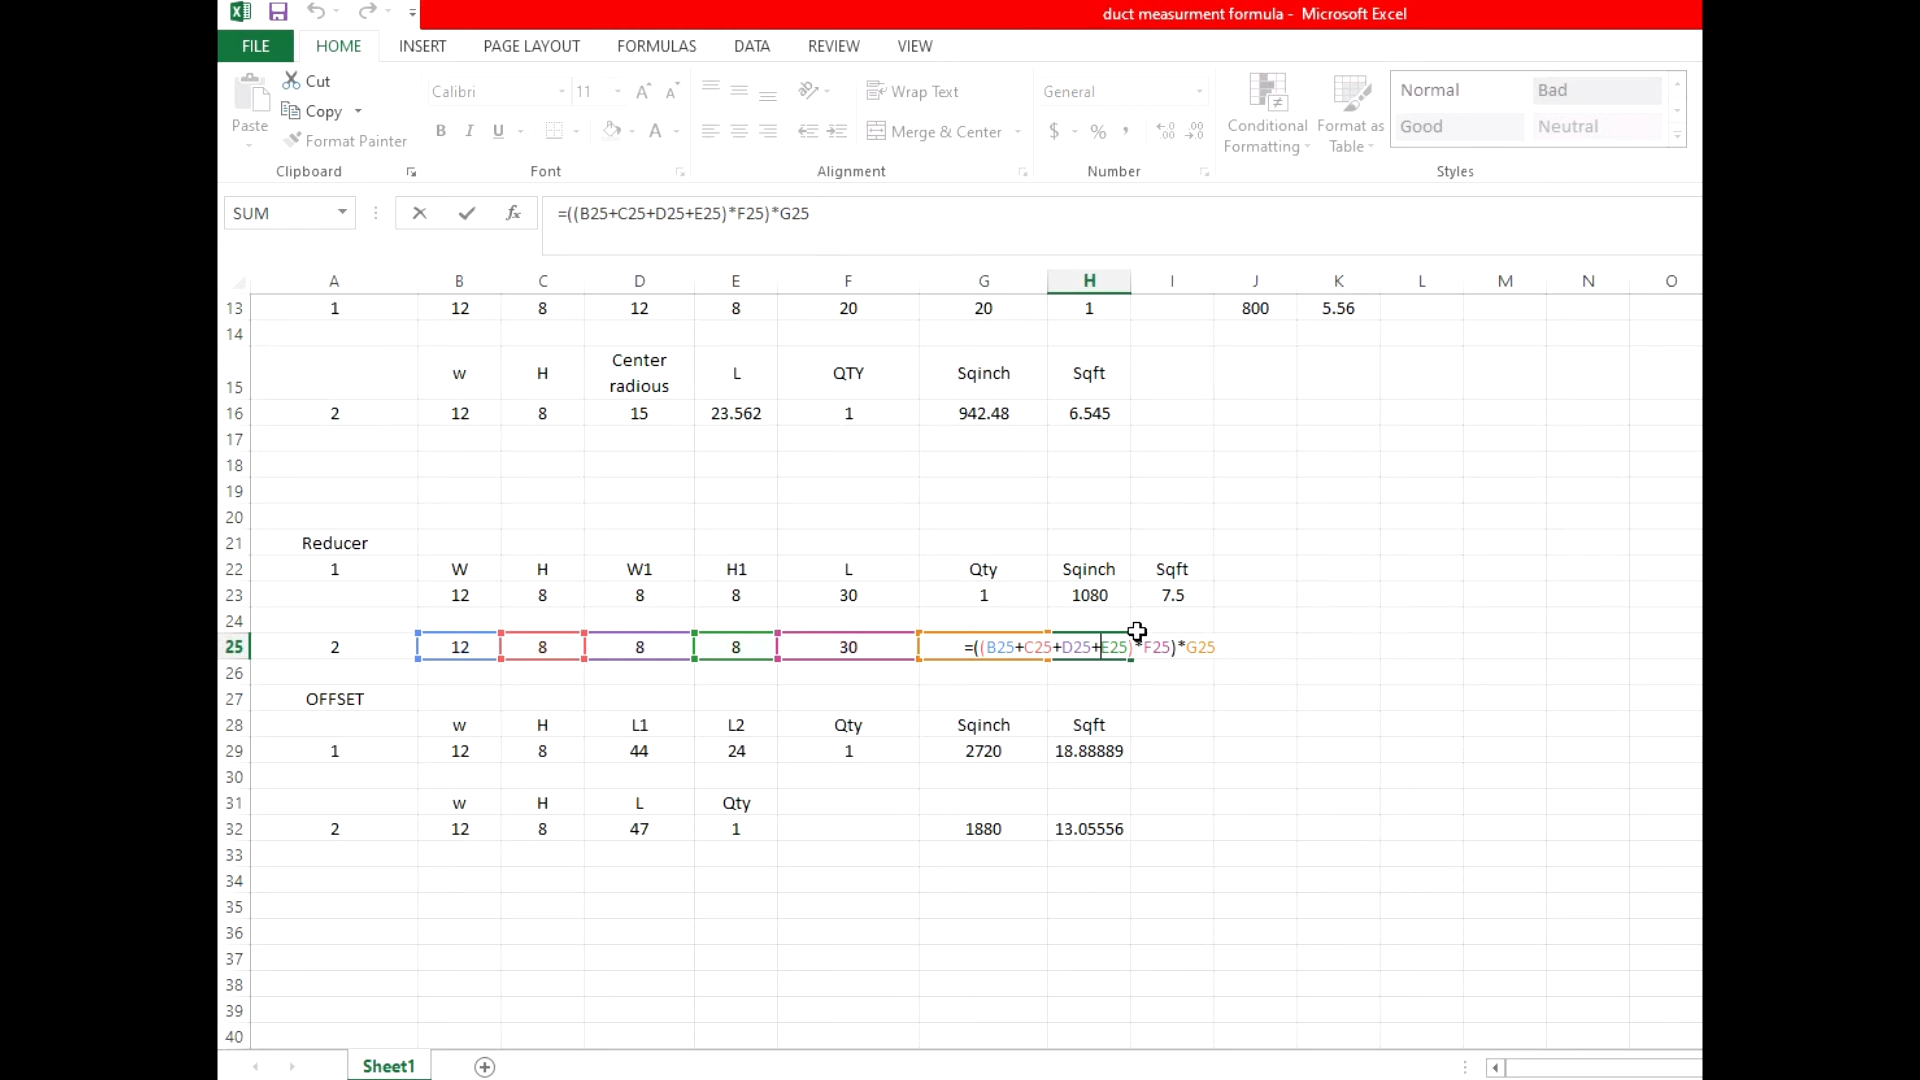 duct measurment formula - Microsoft Excel
FILE HOME INSERT PAGE LAYOUT FORMULAS DATA REVIEW VIEW
Cut
Copy
Format Painter
Paste
Clipboard
Calibri 11
B I U
Font
Wrap Text
Merge & Center
Alignment
General
$ % ,
Number
Conditional Formatting
Format as Table
Normal Bad
Good Neutral
Styles
SUM fx =((B25+C25+D25+E25)*F25)*G25
A B C D E F G H I J K L M N O
13 1 12 8 12 8 20 20 1 800 5.56
14
15 w H Center radious L QTY Sqinch Sqft
16 2 12 8 15 23.562 1 942.48 6.545
17
18
19
20
21 Reducer
22 1 W H W1 H1 L Qty Sqinch Sqft
23 12 8 8 8 30 1 1080 7.5
24
25 2 12 8 8 8 30 =((B25+C25+D25+E25)*F25)*G25
26
27 OFFSET
28 w H L1 L2 Qty Sqinch Sqft
29 1 12 8 44 24 1 2720 18.88889
30
31 w H L Qty
32 2 12 8 47 1 1880 13.05556
33
34
35
36
37
38
39
40
Sheet1